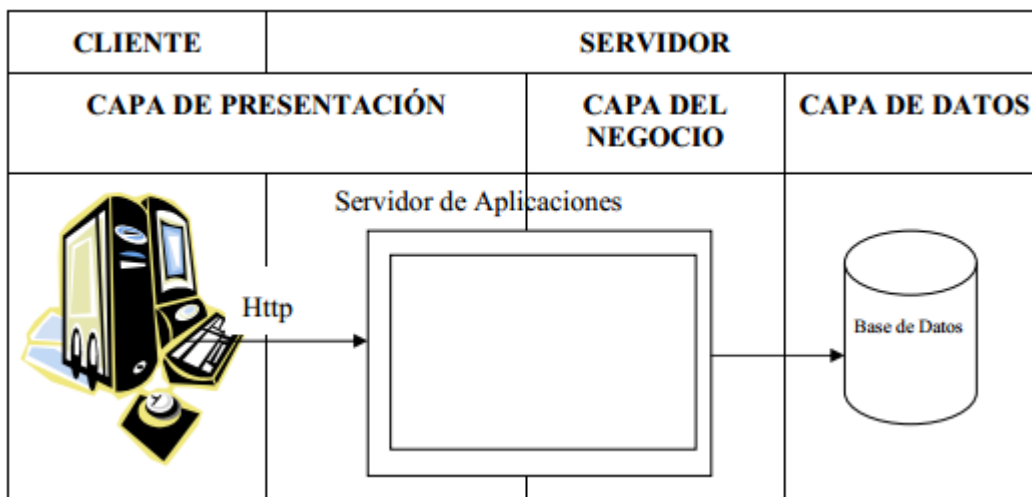 CLIENTE
SERVIDOR
CAPA DE PRESENTACIÓN
CAPA DEL
NEGOCIO
CAPA DE DATOS
Servidor de Aplicaciones
Http
Base de Datos